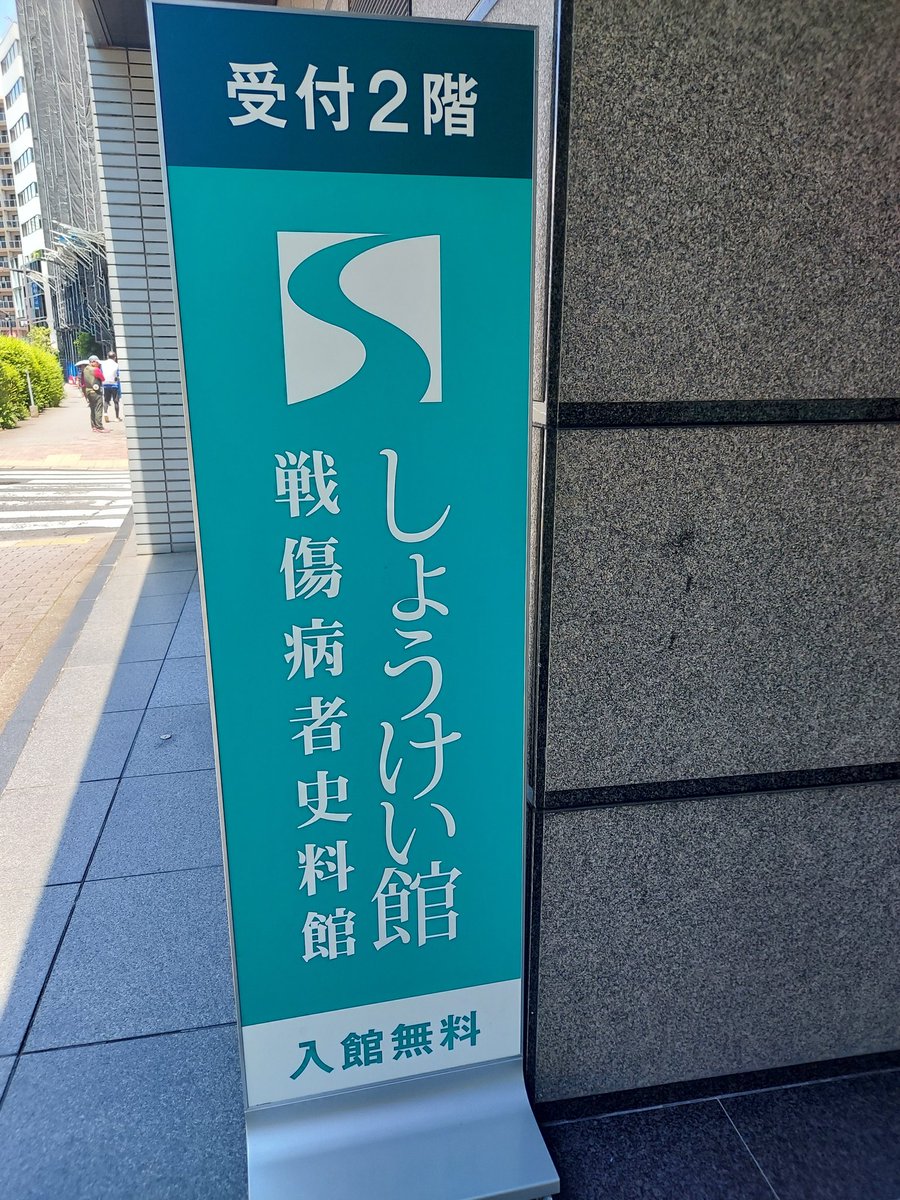 受付2階
しょうけい館
戦傷病者史料館
入館無料